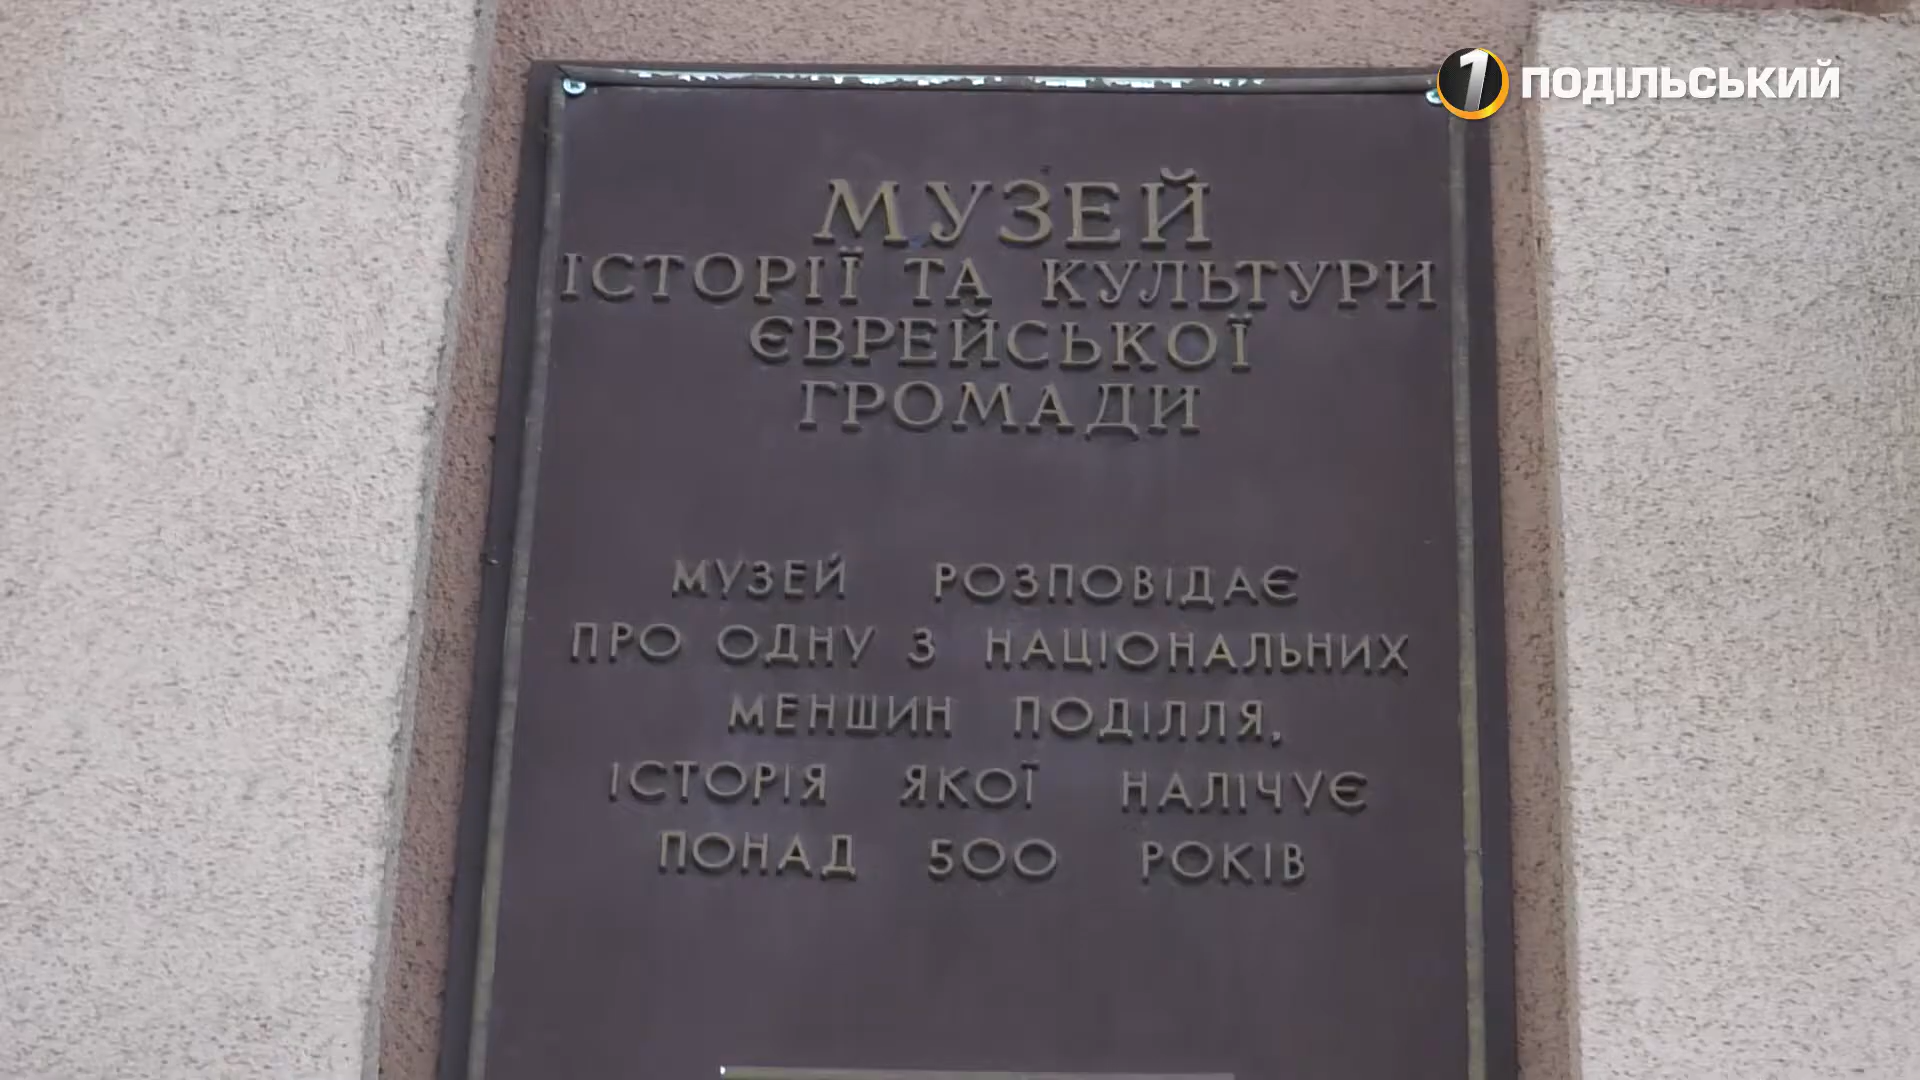 1 ПОДІЛЬСЬКИЙ
МУЗЕЙ
ІСТОРІЇ ТА КУЛЬТУРИ
ЄВРЕЙСЬКОЇ
ГРОМАДИ
МУЗЕЙ РОЗПОВІДАЄ
ПРО ОДНУ З НАЦІОНАЛЬНИХ
МЕНШИН ПОДІЛЛЯ,
ІСТОРІЯ ЯКОЇ НАЛІЧУЄ
ПОНАД 500 РОКІВ